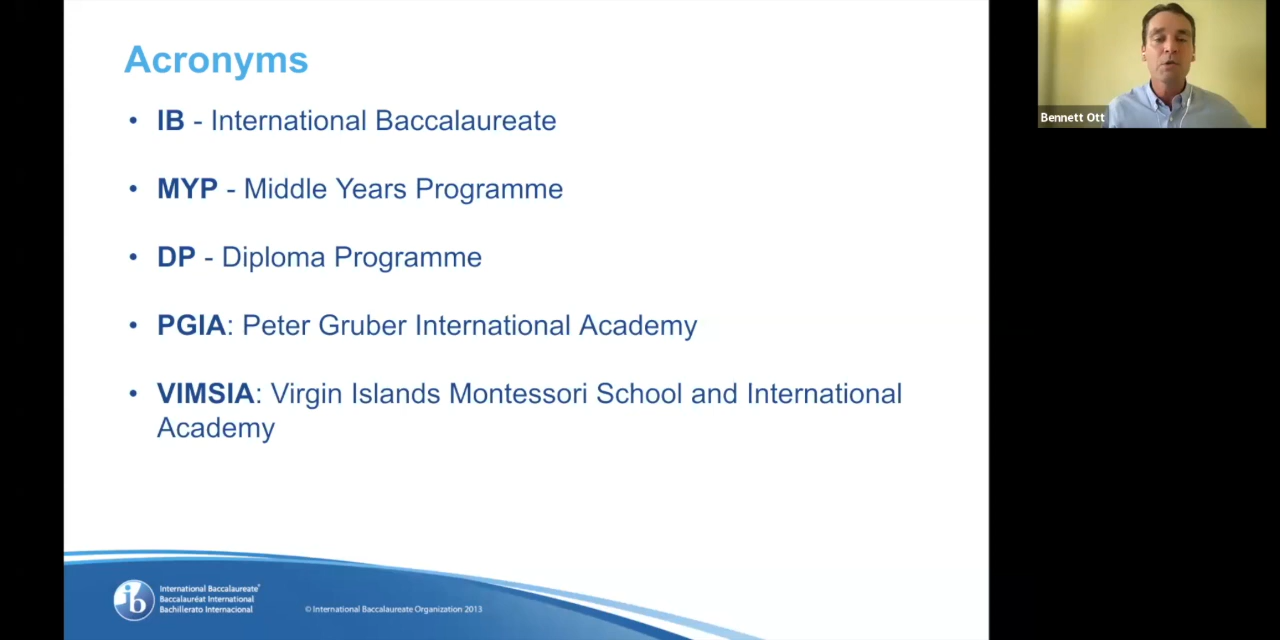 Acronyms
• IB - International Baccalaureate
• MYP - Middle Years Programme
• DP - Diploma Programme
• PGIA: Peter Gruber International Academy
• VIMSIA: Virgin Islands Montessori School and International
Academy
ib
International Baccalaureate®
Baccalauréat International
Bachillerato Internacional
© International Baccalaureate Organization 2013
Bennett Ott